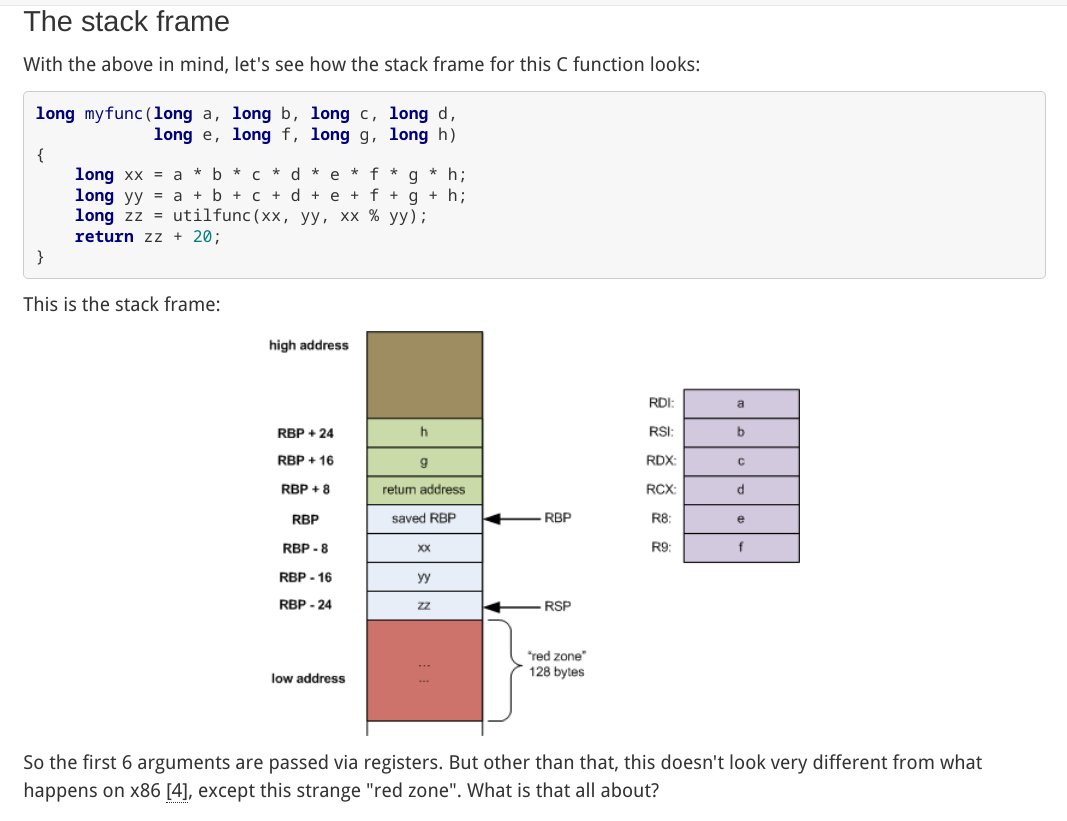 The stack frame
With the above in mind, let's see how the stack frame for this C function looks:
long myfunc(long a, long b, long c, long d,
            long e, long f, long g, long h)
{
    long xx = a * b * c * d * e * f * g * h;
    long yy = a + b + c + d + e + f + g + h;
    long zz = utilfunc(xx, yy, xx % yy);
    return zz + 20;
}
This is the stack frame:
high address
RDI: a
RBP + 24 h RSI: b
RBP + 16 g RDX: c
RBP + 8 return address RCX: d
RBP saved RBP RBP R8: e
RBP - 8 xx R9: f
RBP - 16 yy
RBP - 24 zz RSP
"red zone"
128 bytes
...
...
low address
So the first 6 arguments are passed via registers. But other than that, this doesn't look very different from what
happens on x86 [4], except this strange "red zone". What is that all about?